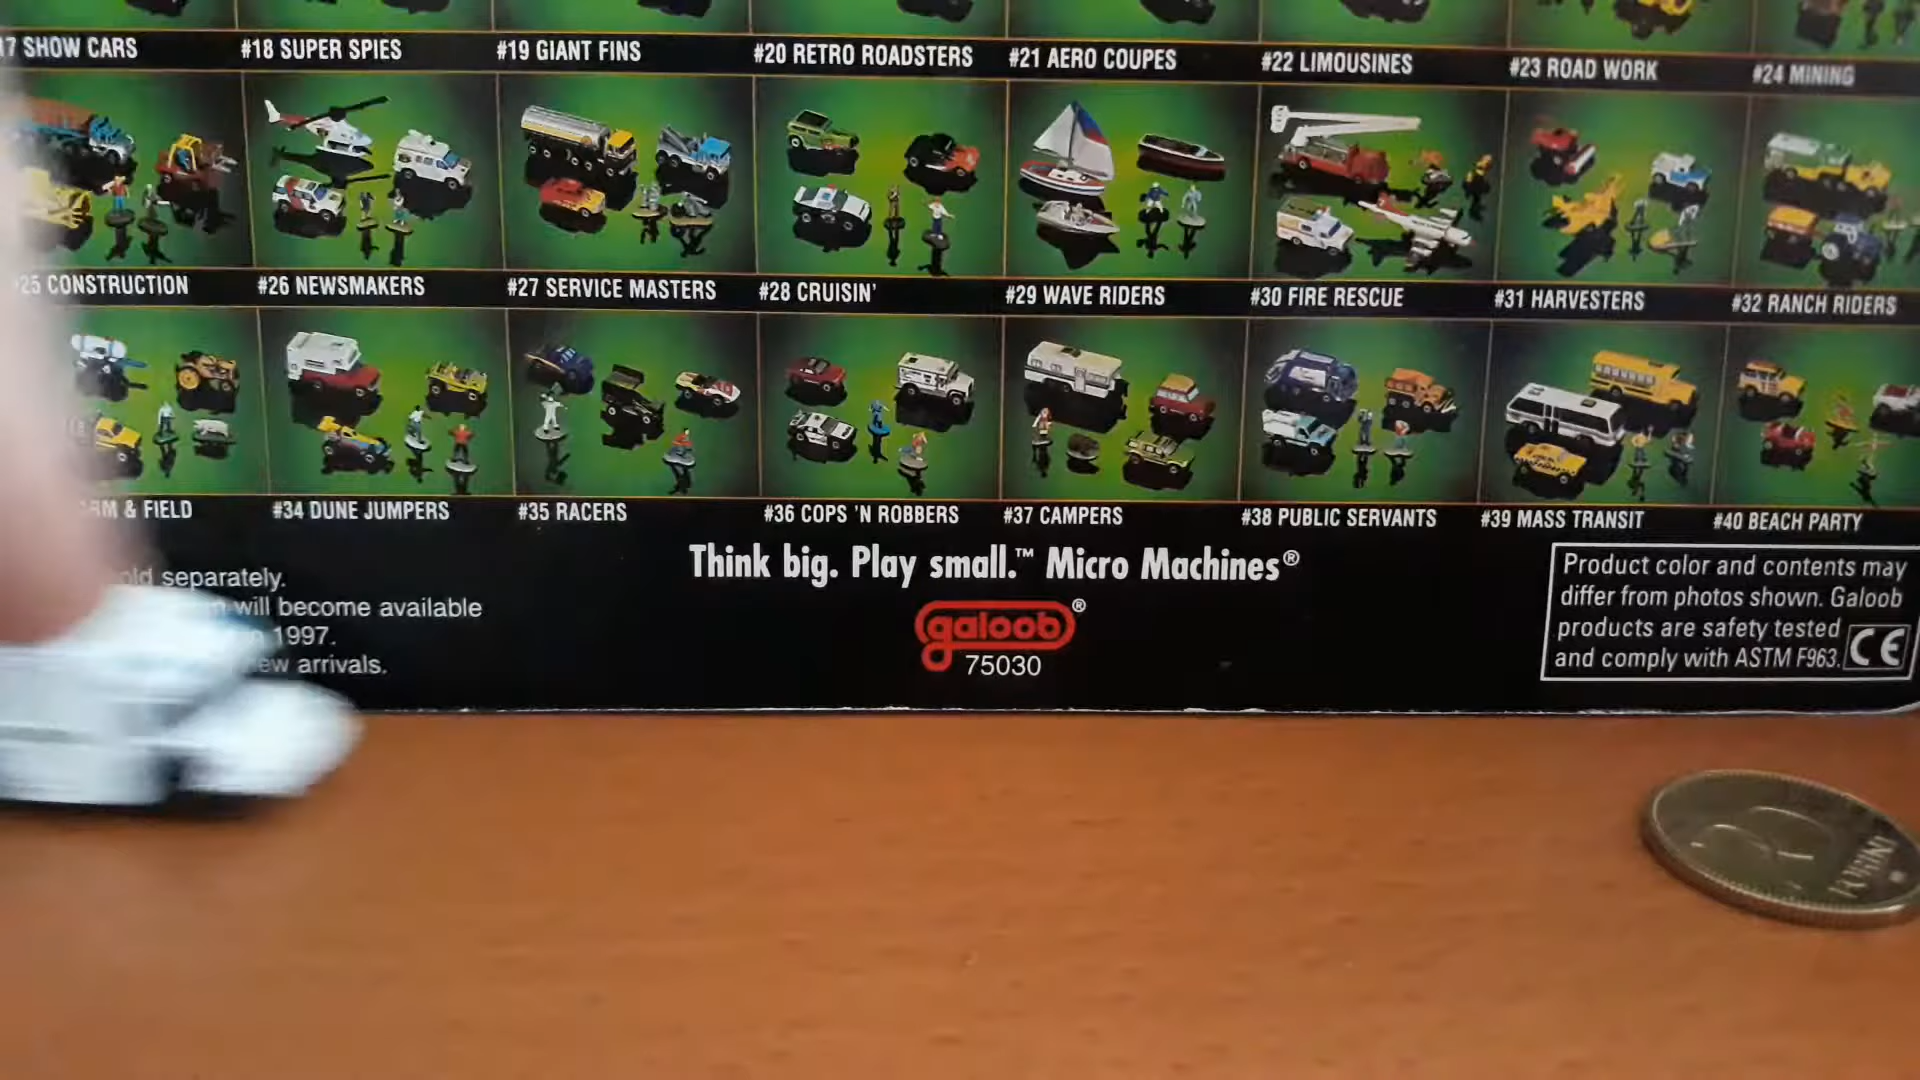 7 SHOW CARS #18 SUPER SPIES #19 GIANT FINS #20 RETRO ROADSTERS #21 AERO COUPES #22 LIMOUSINES #23 ROAD WORK #24 MINING
25 CONSTRUCTION #26 NEWSMAKERS #27 SERVICE MASTERS #28 CRUISIN' #29 WAVE RIDERS #30 FIRE RESCUE #31 HARVESTERS #32 RANCH RIDERS
& FIELD #34 DUNE JUMPERS #35 RACERS #36 COPS 'N ROBBERS #37 CAMPERS #38 PUBLIC SERVANTS #39 MASS TRANSIT #40 BEACH PARTY
separately.
will become available
1997.
arrivals.
Think big. Play small.™ Micro Machines®
galoob®
75030
Product color and contents may
differ from photos shown. Galoob
products are safety tested
and comply with ASTM F963. CE
FORINT